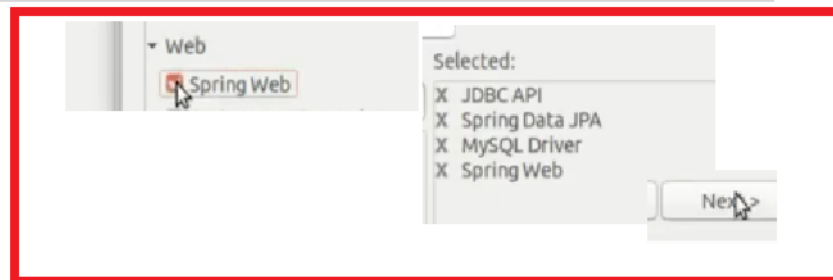 Web
Spring Web
Selected:
X JDBC API
X Spring Data JPA
X MySQL Driver
X Spring Web
Next >